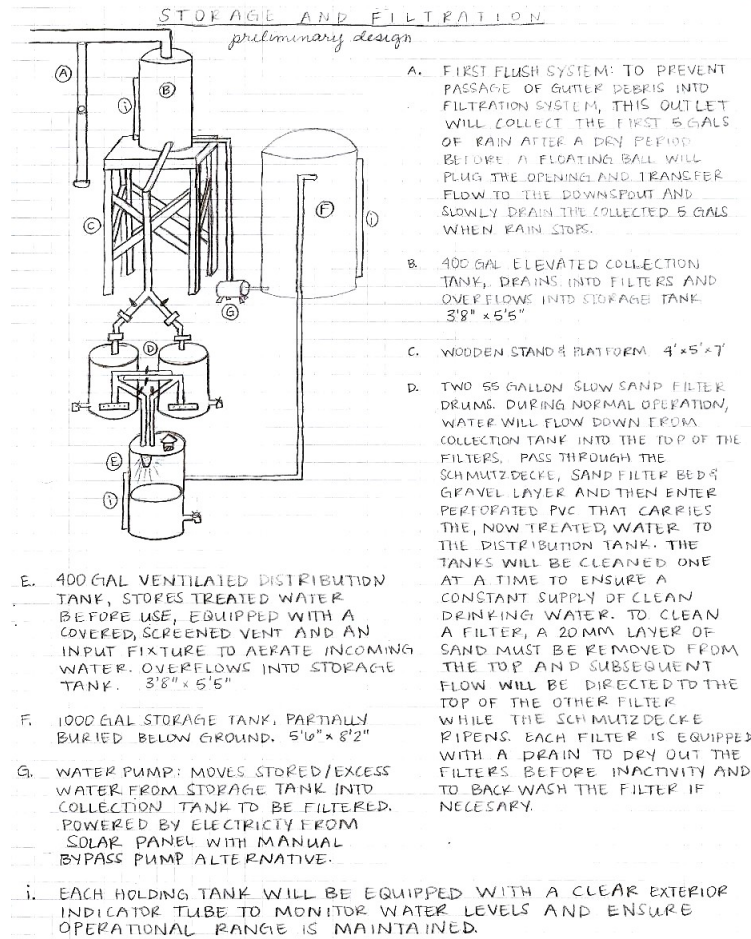 STORAGE AND FILTRATION
preliminary design
A. FIRST FLUSH SYSTEM: TO PREVENT
PASSAGE OF GUTTER DEBRIS INTO
FILTRATION SYSTEM, THIS OUTLET
WILL COLLECT THE FIRST 5 GALS
OF RAIN AFTER A DRY PERIOD
BEFORE A FLOATING BALL WILL
PLUG THE OPENING AND TRANSFER
FLOW TO THE DOWNSPOUT AND
SLOWLY DRAIN THE COLLECTED 5 GALS
WHEN RAIN STOPS.
B. 400 GAL ELEVATED COLLECTION
TANK, DRAINS INTO FILTERS AND
OVERFLOWS INTO STORAGE TANK
3'8" x 5'5"
C. WOODEN STAND & PLATFORM 4'x5'x7'
D. TWO 55 GALLON SLOW SAND FILTER
DRUMS. DURING NORMAL OPERATION,
WATER WILL FLOW DOWN FROM
COLLECTION TANK INTO THE TOP OF THE
FILTERS, PASS THROUGH THE
SCHMUTZDECKE, SAND FILTER BED &
GRAVEL LAYER AND THEN ENTER
PERFORATED PVC THAT CARRIES
THE, NOW TREATED, WATER TO
THE DISTRIBUTION TANK. THE
TANKS WILL BE CLEANED ONE
AT A TIME TO ENSURE A
CONSTANT SUPPLY OF CLEAN
DRINKING WATER. TO CLEAN
A FILTER, A 20 MM LAYER OF
SAND MUST BE REMOVED FROM
THE TOP AND SUBSEQUENT
FLOW WILL BE DIRECTED TO THE
TOP OF THE OTHER FILTER
WHILE THE SCHMUTZDECKE
RIPENS. EACH FILTER IS EQUIPPED
WITH A DRAIN TO DRY OUT THE
FILTERS BEFORE INACTIVITY AND
TO BACK WASH THE FILTER IF
NECESARY.
A
B
i
C
F
i
G
D
E
i
E. 400 GAL VENTILATED DISTRIBUTION
TANK, STORES TREATED WATER
BEFORE USE, EQUIPPED WITH A
COVERED, SCREENED VENT AND AN
INPUT FIXTURE TO AERATE INCOMING
WATER. OVERFLOWS INTO STORAGE
TANK. 3'8" x 5'5"
F. 1000 GAL STORAGE TANK, PARTIALLY
BURIED BELOW GROUND. 5'6" x 8'2"
G. WATER PUMP: MOVES STORED/EXCESS
WATER FROM STORAGE TANK INTO
COLLECTION TANK TO BE FILTERED.
POWERED BY ELECTRICTY FROM
SOLAR PANEL WITH MANUAL
BYPASS PUMP ALTERNATIVE.
i. EACH HOLDING TANK WILL BE EQUIPPED WITH A CLEAR EXTERIOR
INDICATOR TUBE TO MONITOR WATER LEVELS AND ENSURE
OPERATIONAL RANGE IS MAINTAINED.